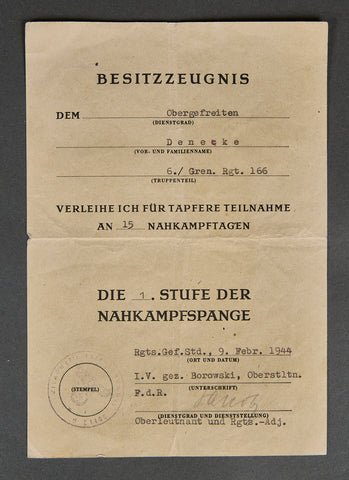 BESITZZEUGNIS
DEM Obergefreiten
(DIENSTGRAD)
Denecke
(VOR- UND FAMILIENNAME)
6./ Gren. Rgt. 166
(TRUPPENTEIL)
VERLEIHE ICH FÜR TAPFERE TEILNAHME
AN 15 NAHKAMPFTAGEN
DIE 1. STUFE DER
NAHKAMPFSPANGE
Rgts.Gef.Std., 9. Febr. 1944
(ORT UND DATUM)
I.V. gez. Borowski, Oberstltn.
(STEMPEL)
(UNTERSCHRIFT)
F.d.R.
(DIENSTGRAD UND DIENSTSTELLUNG)
Oberleutnant und Rgts.-Adj.